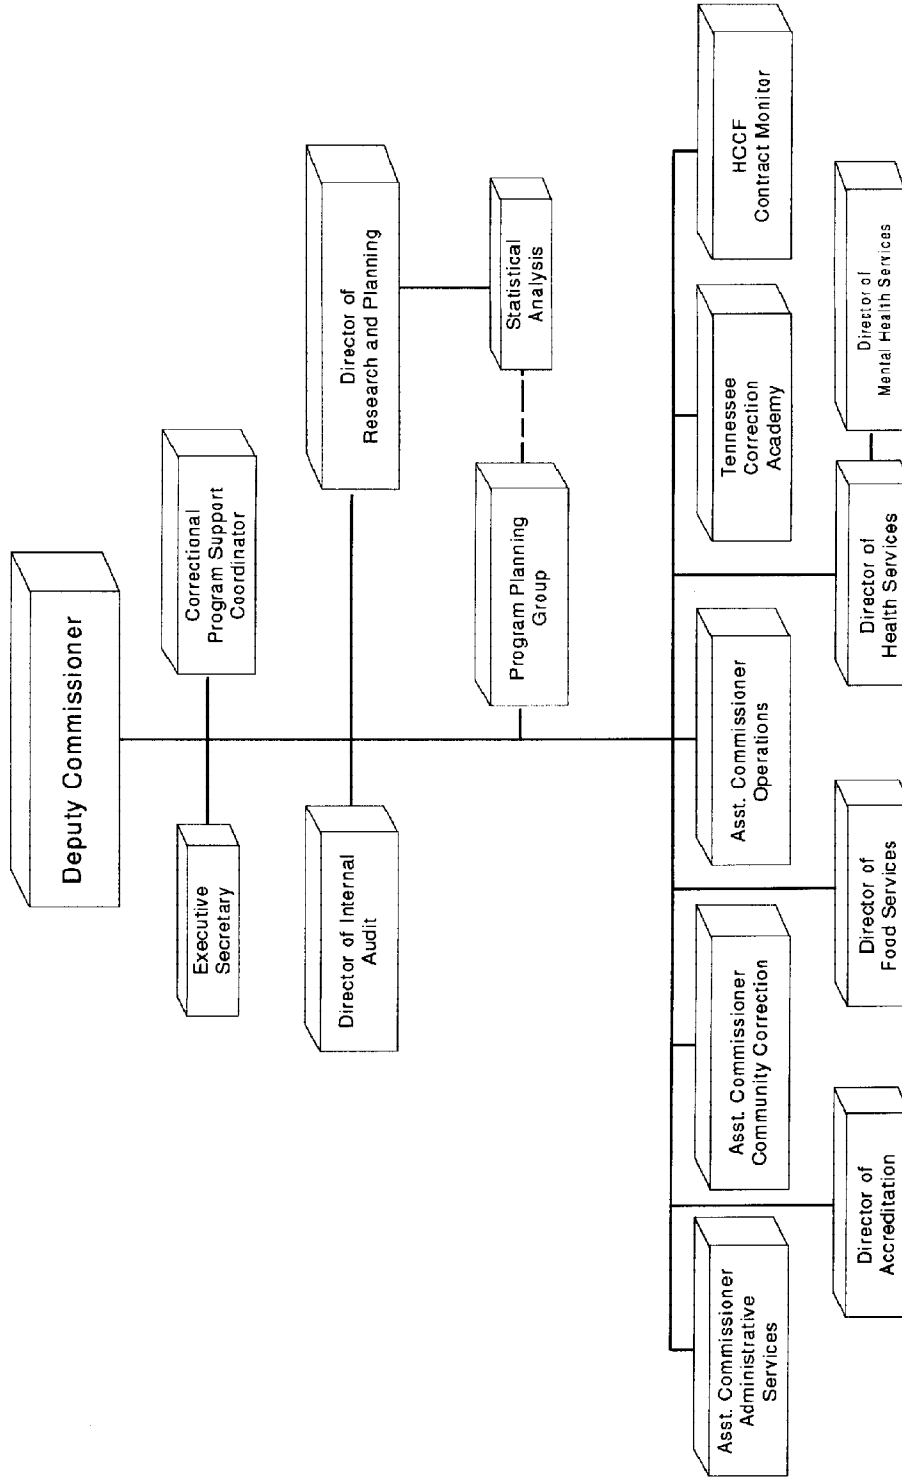 Deputy Commissioner
Executive
Secretary
Correctional
Program Support
Coordinator
Director of Internal
Audit
Director of
Research and Planning
Program Planning
Group
Statistical
Analysis
Asst. Commissioner
Administrative
Services
Asst. Commissioner
Community Correction
Asst. Commissioner
Operations
Tennessee
Correction
Academy
HCCF
Contract Monitor
Director of
Accreditation
Director of
Food Services
Director of
Health Services
Director of
Mental Health Services